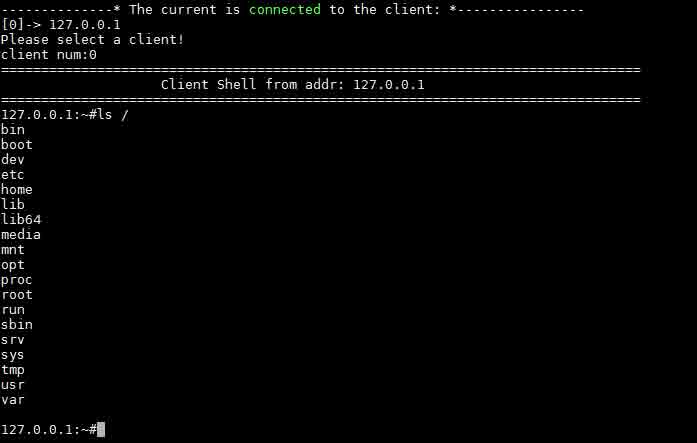 --------------* The current is connected to the client: *----------------
[0]-> 127.0.0.1
Please select a client!
client num:0
================================================================================
Client Shell from addr: 127.0.0.1
================================================================================
127.0.0.1:~#ls /
bin
boot
dev
etc
home
lib
lib64
media
mnt
opt
proc
root
run
sbin
srv
sys
tmp
usr
var
127.0.0.1:~#